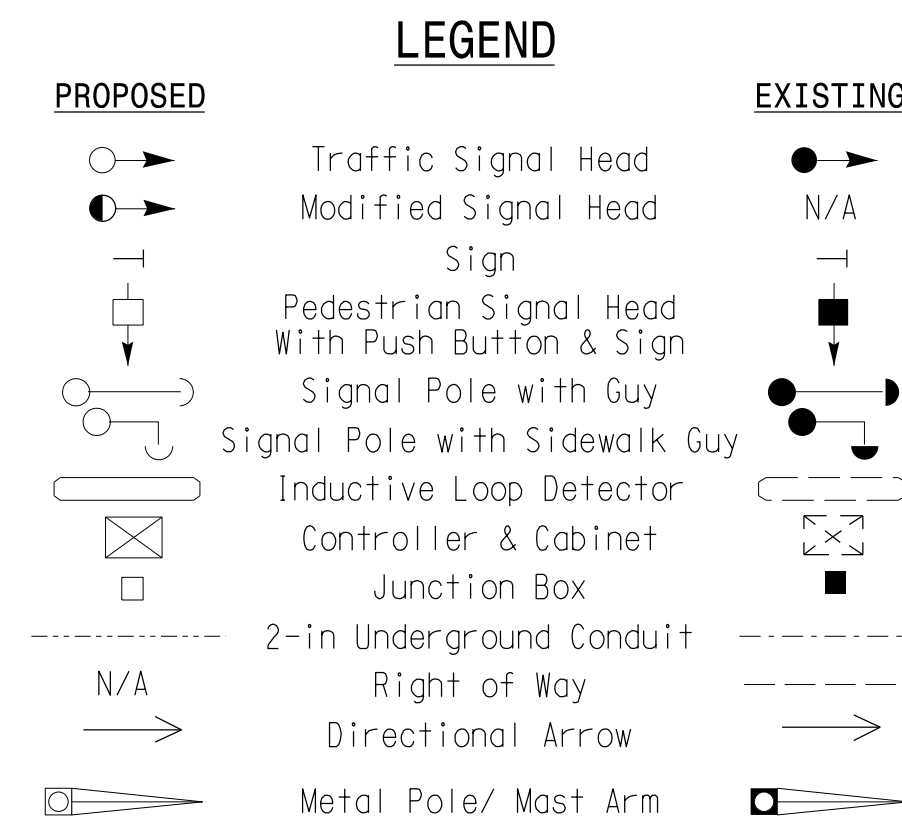 LEGEND
PROPOSED EXISTING
Traffic Signal Head
Modified Signal Head N/A
Sign
Pedestrian Signal Head
With Push Button & Sign
Signal Pole with Guy
Signal Pole with Sidewalk Guy
Inductive Loop Detector
Controller & Cabinet
Junction Box
2-in Underground Conduit
N/A Right of Way
Directional Arrow
Metal Pole/ Mast Arm